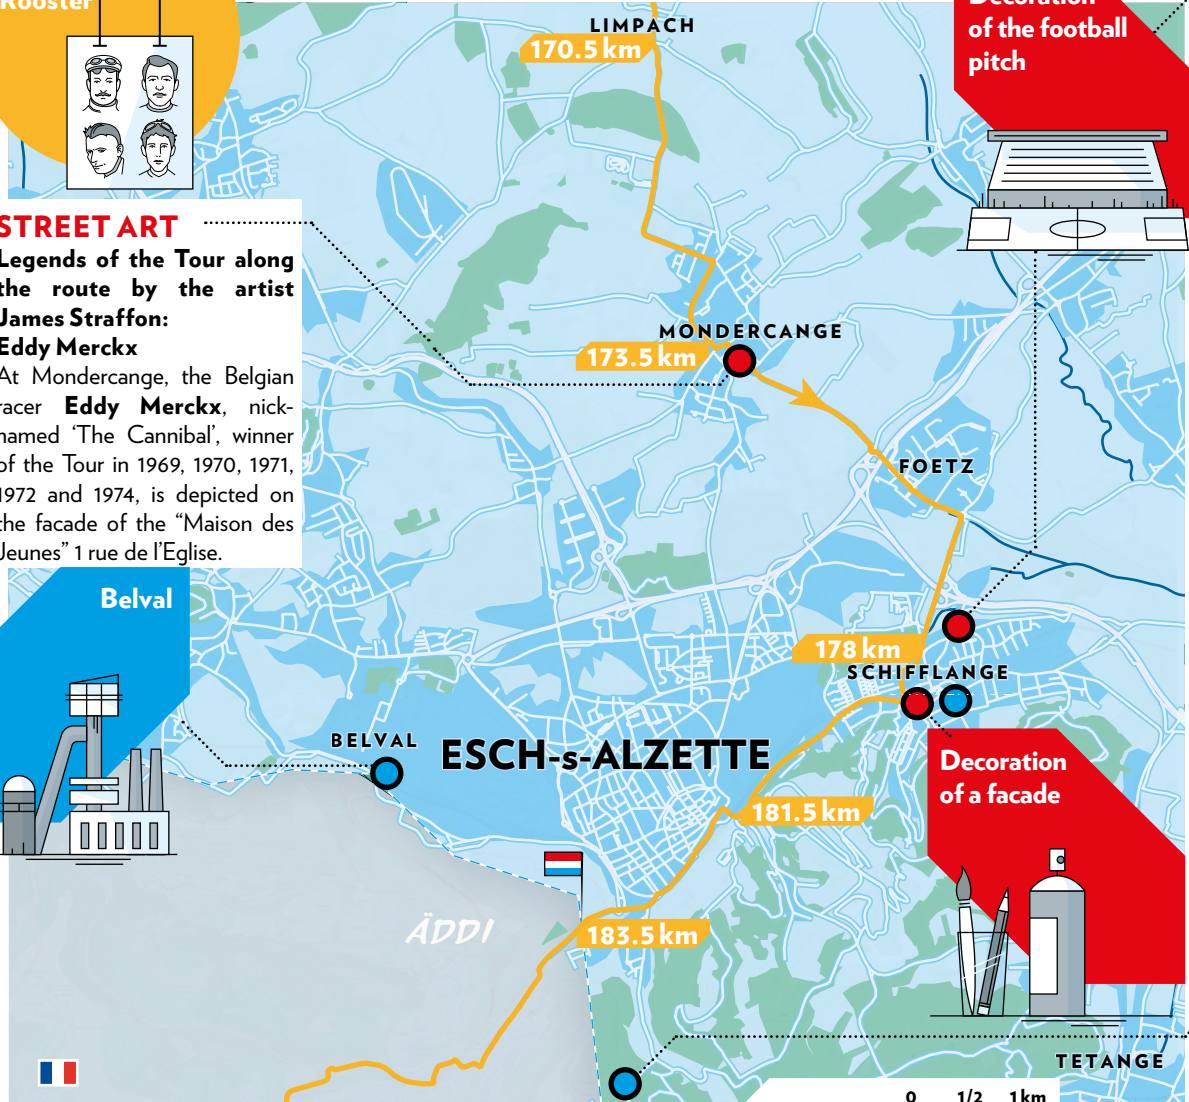 Rooster
LIMPACH
170.5 km
Decoration
of the football
pitch
STREET ART
Legends of the Tour along
the route by the artist
James Straffon:
Eddy Merckx
At Mondercange, the Belgian
racer Eddy Merckx, nick-
named ‘The Cannibal’, winner
of the Tour in 1969, 1970, 1971,
1972 and 1974, is depicted on
the facade of the “Maison des
Jeunes” 1 rue de l’Eglise.
MONDERCANGE
173.5 km
FOETZ
Belval
178 km
SCHIFFLANGE
BELVAL
ESCH-s-ALZETTE
Decoration
of a facade
181.5 km
ÄDDI
183.5 km
TETANGE
0 1/2 1 km